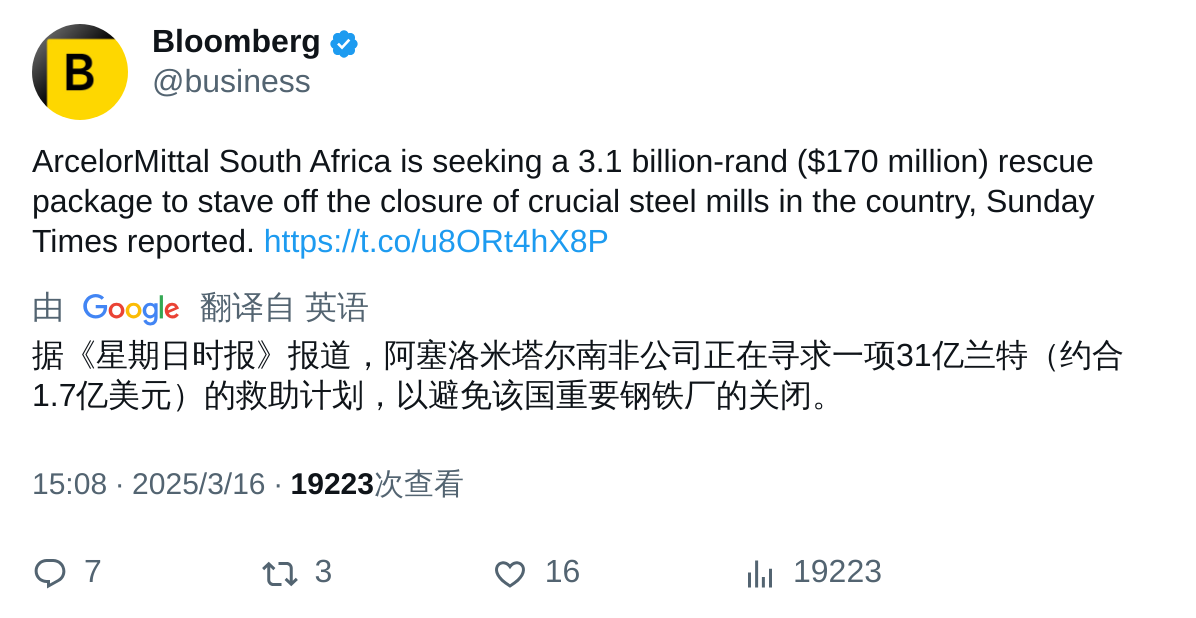 B
Bloomberg
@business
ArcelorMittal South Africa is seeking a 3.1 billion-rand ($170 million) rescue
package to stave off the closure of crucial steel mills in the country, Sunday
Times reported. https://t.co/u8ORt4hX8P
由 Google 翻译自 英语
据《星期日时报》报道，阿塞洛米塔尔南非公司正在寻求一项31亿兰特（约合
1.7亿美元）的救助计划，以避免该国重要钢铁厂的关闭。
15:08 · 2025/3/16 · 19223次查看
7 3 16 19223